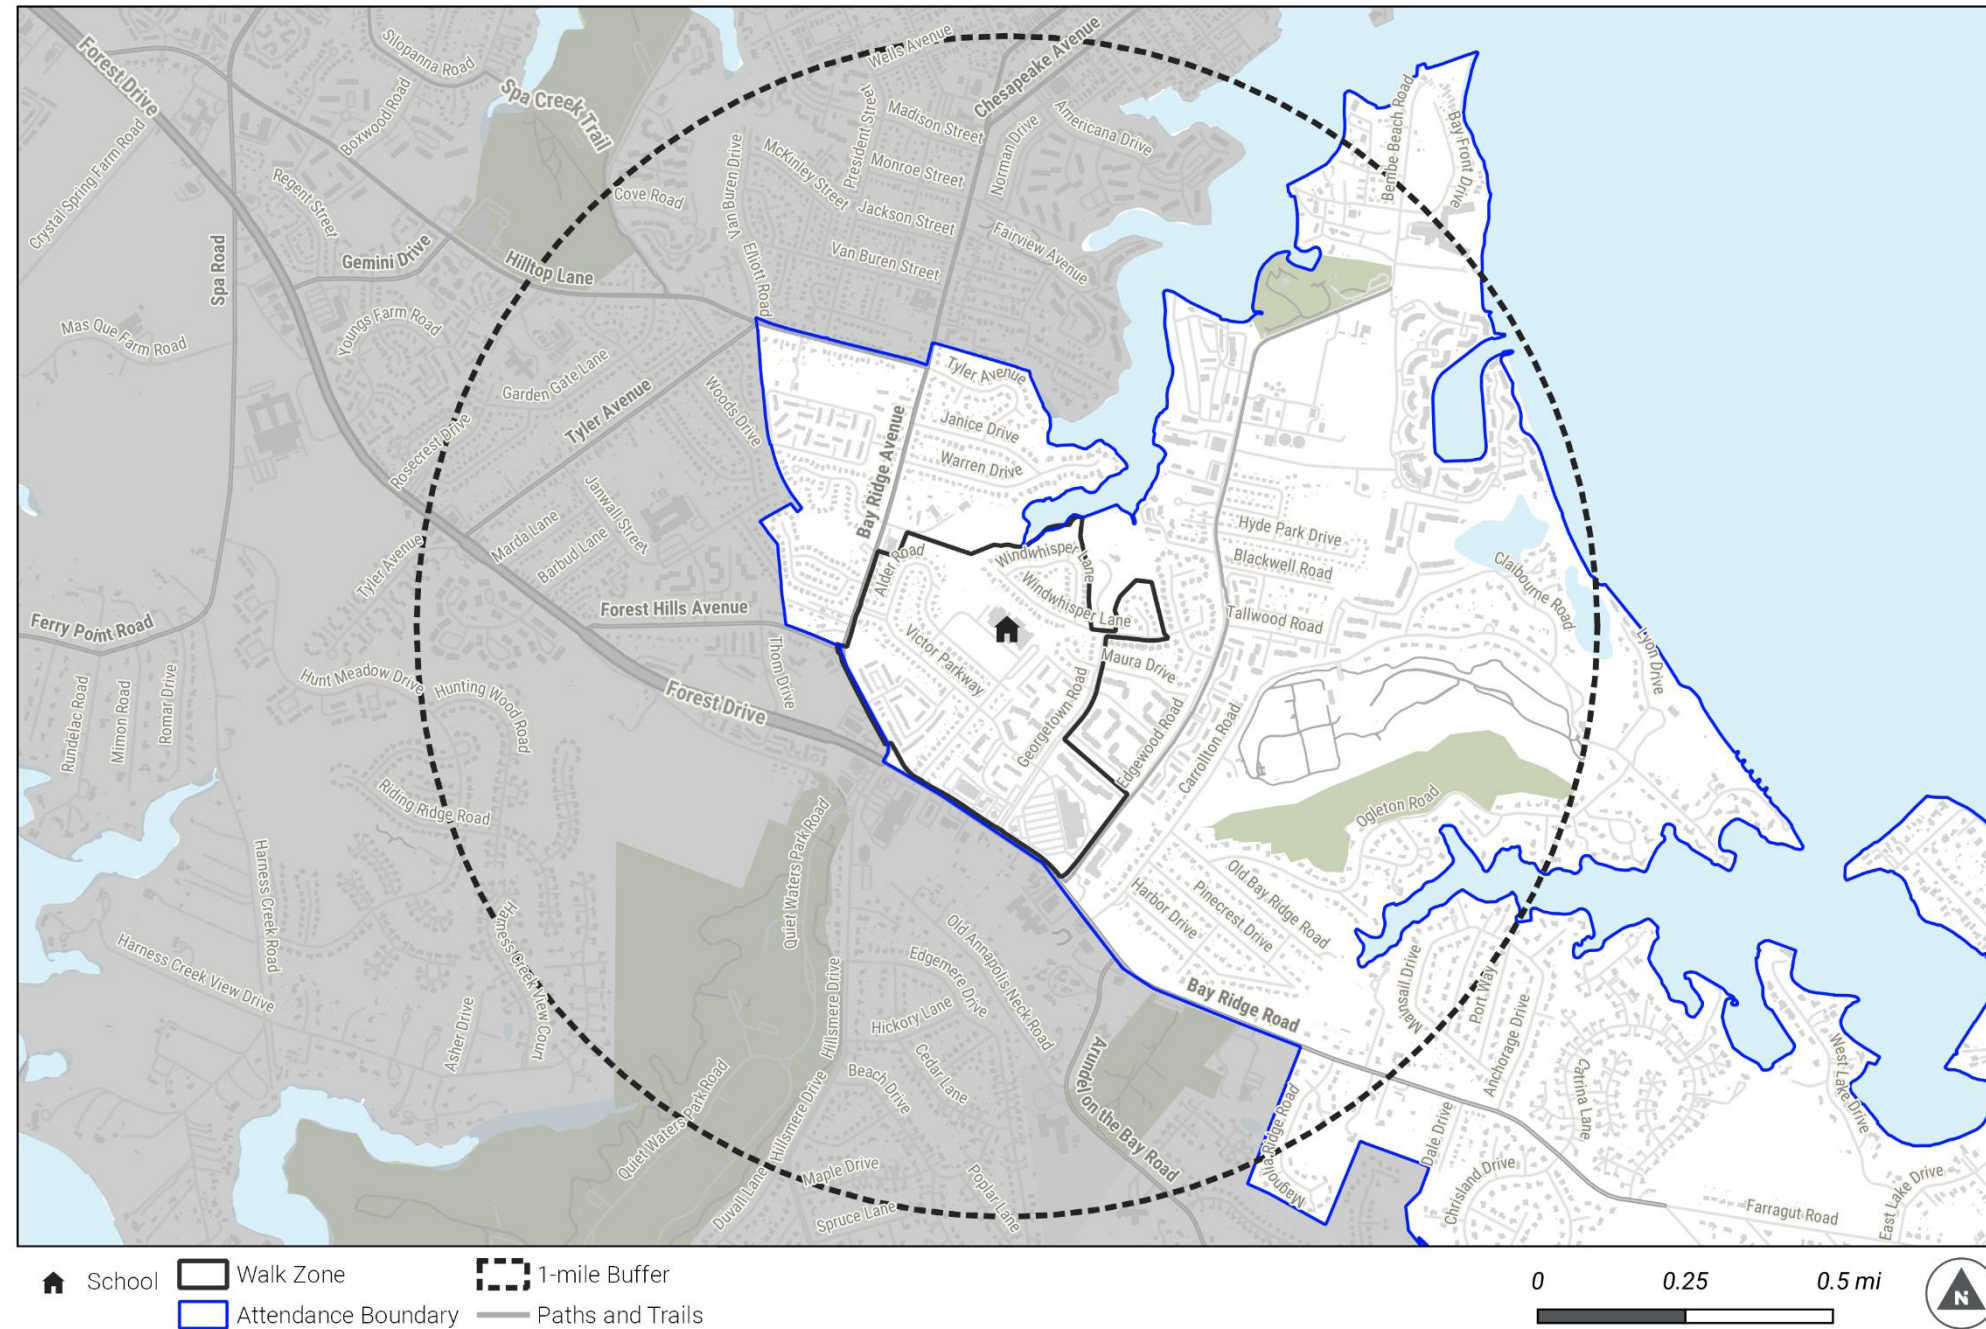 Forest Drive
Silopanna Road
Spa Creek Trail
Wells Avenue
Chesapeake Avenue
Bembe Beach Road
Bay Front Drive
Crystal Spring Farm Road
Boxwood Road
President Street
Madison Street
Americana Drive
Norman Drive
Van Buren Drive
McKinley Street
Monroe Street
Regent Street
Cove Road
Jackson Street
Fairview Avenue
Spa Road
Gemini Drive
Hilltop Lane
Elliott Road
Van Buren Street
Mas Que Farm Road
Youngs Farm Road
Garden Gate Lane
Tyler Avenue
Woods Drive
Tyler Avenue
Rosecrest Drive
Bay Ridge Avenue
Janice Drive
Warren Drive
Janwall Street
Marda Lane
Barbud Lane
Tyler Avenue
Alder Road
Windwhisper Lane
Windwhisper Lane
Hyde Park Drive
Blackwell Road
Tallwood Road
Claibourne Road
Lyon Drive
Ferry Point Road
Forest Hills Avenue
Thom Drive
Victor Parkway
Maura Drive
Georgetown Road
Edgewood Road
Carrollton Road
Rundelac Road
Mimon Road
Romar Drive
Hunt Meadow Drive
Hunting Wood Road
Forest Drive
Riding Ridge Road
Ogleton Road
Harness Creek Road
Harness Creek View Drive
Harness Creek View Court
Quiet Waters Park Road
Old Annapolis Neck Road
Edgemere Drive
Harbor Drive
Pinecrest Drive
Old Bay Ridge Road
Mainsail Drive
Port Way
Anchorage Drive
Bay Ridge Road
Asher Drive
Hickory Lane
Hillsmere Drive
Cedar Lane
Beach Drive
Arundel on the Bay Road
Catrina Lane
West Lake Drive
Quiet Waters Park Road
Hillsmere Drive
Duvall Lane
Maple Drive
Spruce Lane
Poplar Lane
Magnolia Ridge Road
Dale Drive
Chrisland Drive
Farragut Road
East Lake Drive
School
Walk Zone
1-mile Buffer
Attendance Boundary
Paths and Trails
0 0.25 0.5 mi
N